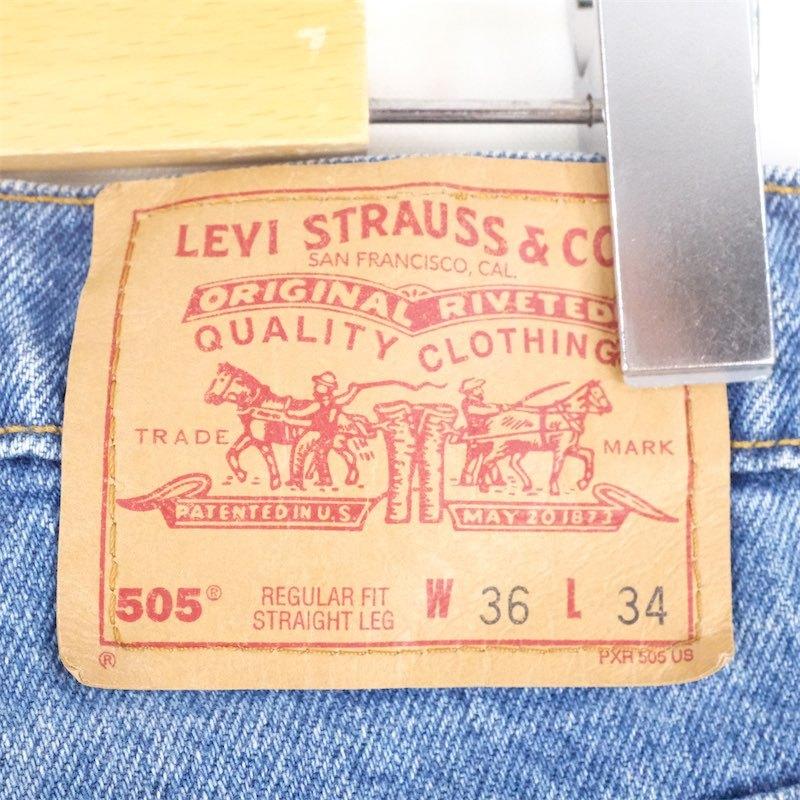 LEVI STRAUSS & CO
SAN FRANCISCO, CAL.
ORIGINAL RIVETED
QUALITY CLOTHING
TRADE MARK
PATENTED IN U.S. MAY 20 1873
505® REGULAR FIT W 36 L 34
STRAIGHT LEG
® PXR 505 US